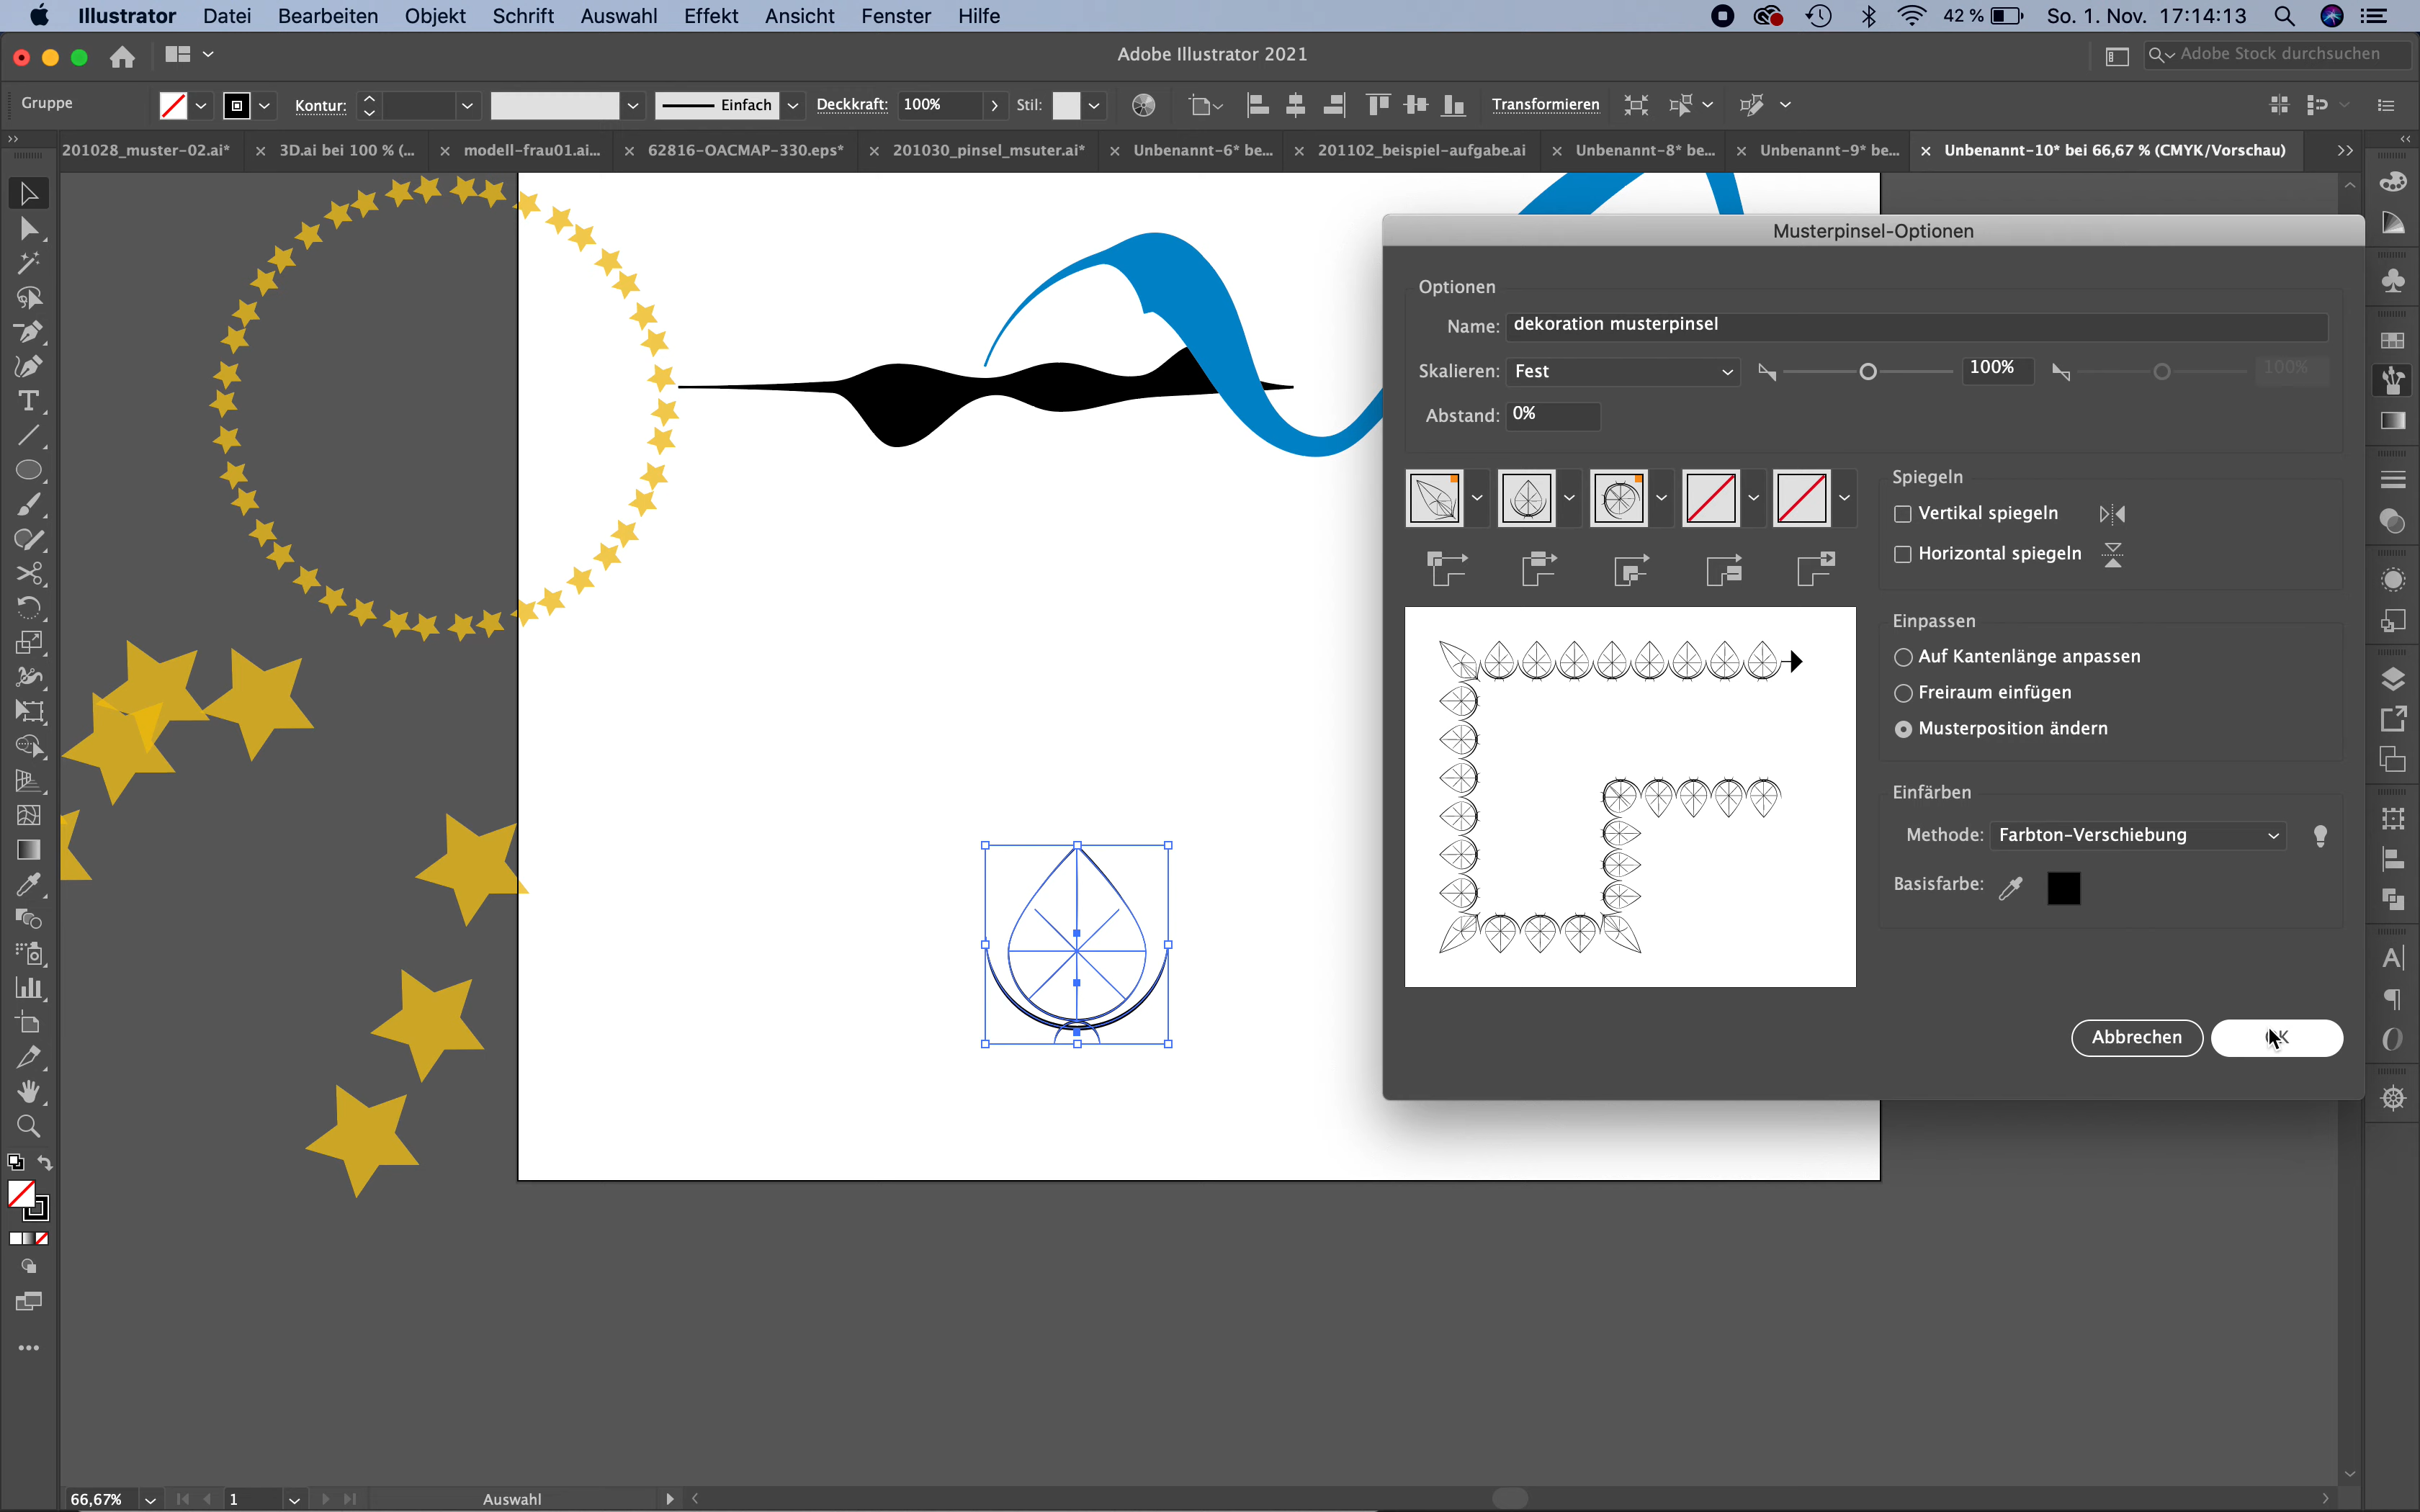 Illustrator Datei Bearbeiten Objekt Schrift Auswahl Effekt Ansicht Fenster Hilfe 42 % So. 1. Nov. 17:14:13
Adobe Illustrator 2021 Adobe Stock durchsuchen
Gruppe Kontur: Einfach Deckkraft: 100% Stil: Transformieren
201028_muster-02.ai* × 3D.ai bei 100 % (... × modell-frau01.ai... × 62816-OACMAP-330.eps* × 201030_pinsel_msuter.ai* × Unbenannt-6* be... × 201102_beispiel-aufgabe.ai × Unbenannt-8* be... × Unbenannt-9* be... × Unbenannt-10* bei 66,67 % (CMYK/Vorschau)
Musterpinsel-Optionen
Optionen
Name: dekoration musterpinsel
Skalieren: Fest 100% 100%
Abstand: 0%
Spiegeln
Vertikal spiegeln
Horizontal spiegeln
Einpassen
Auf Kantenlänge anpassen
Freiraum einfügen
Musterposition ändern
Einfärben
Methode: Farbton-Verschiebung
Basisfarbe:
Abbrechen
66,67% 1 Auswahl